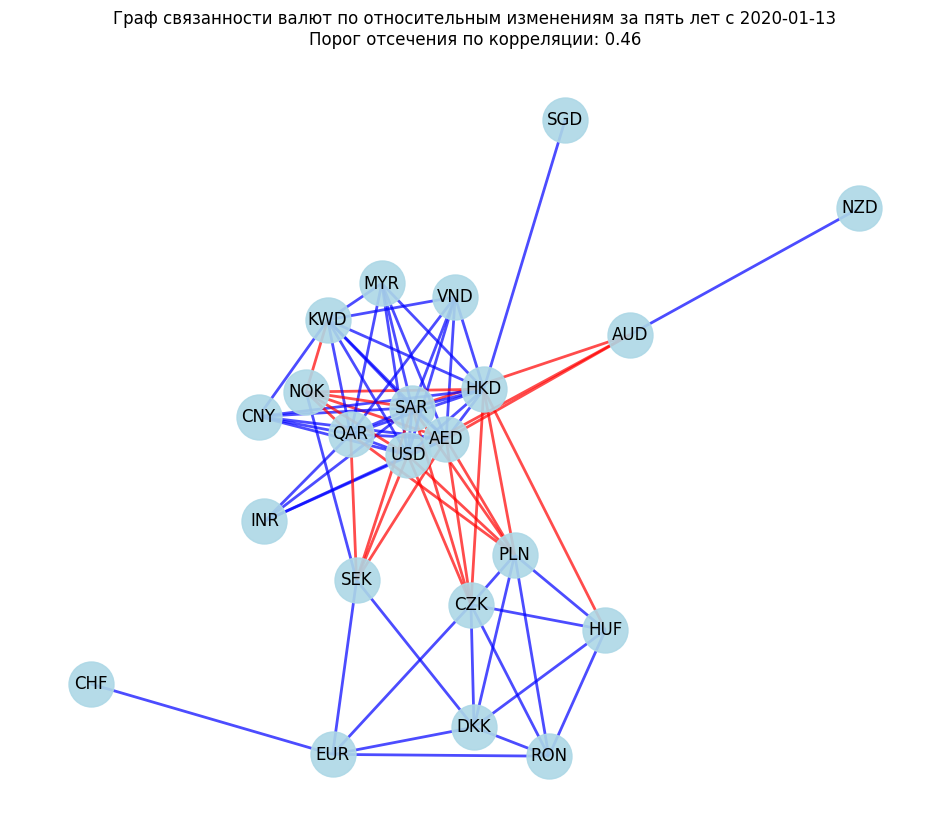 Граф связанности валют по относительным изменениям за пять лет с 2020-01-13
Порог отсечения по корреляции: 0.46
SGD
NZD
MYR
VND
KWD
AUD
NOK
HKD
SAR
CNY
QAR
AED
USD
INR
PLN
SEK
CZK
HUF
CHF
DKK
EUR
RON